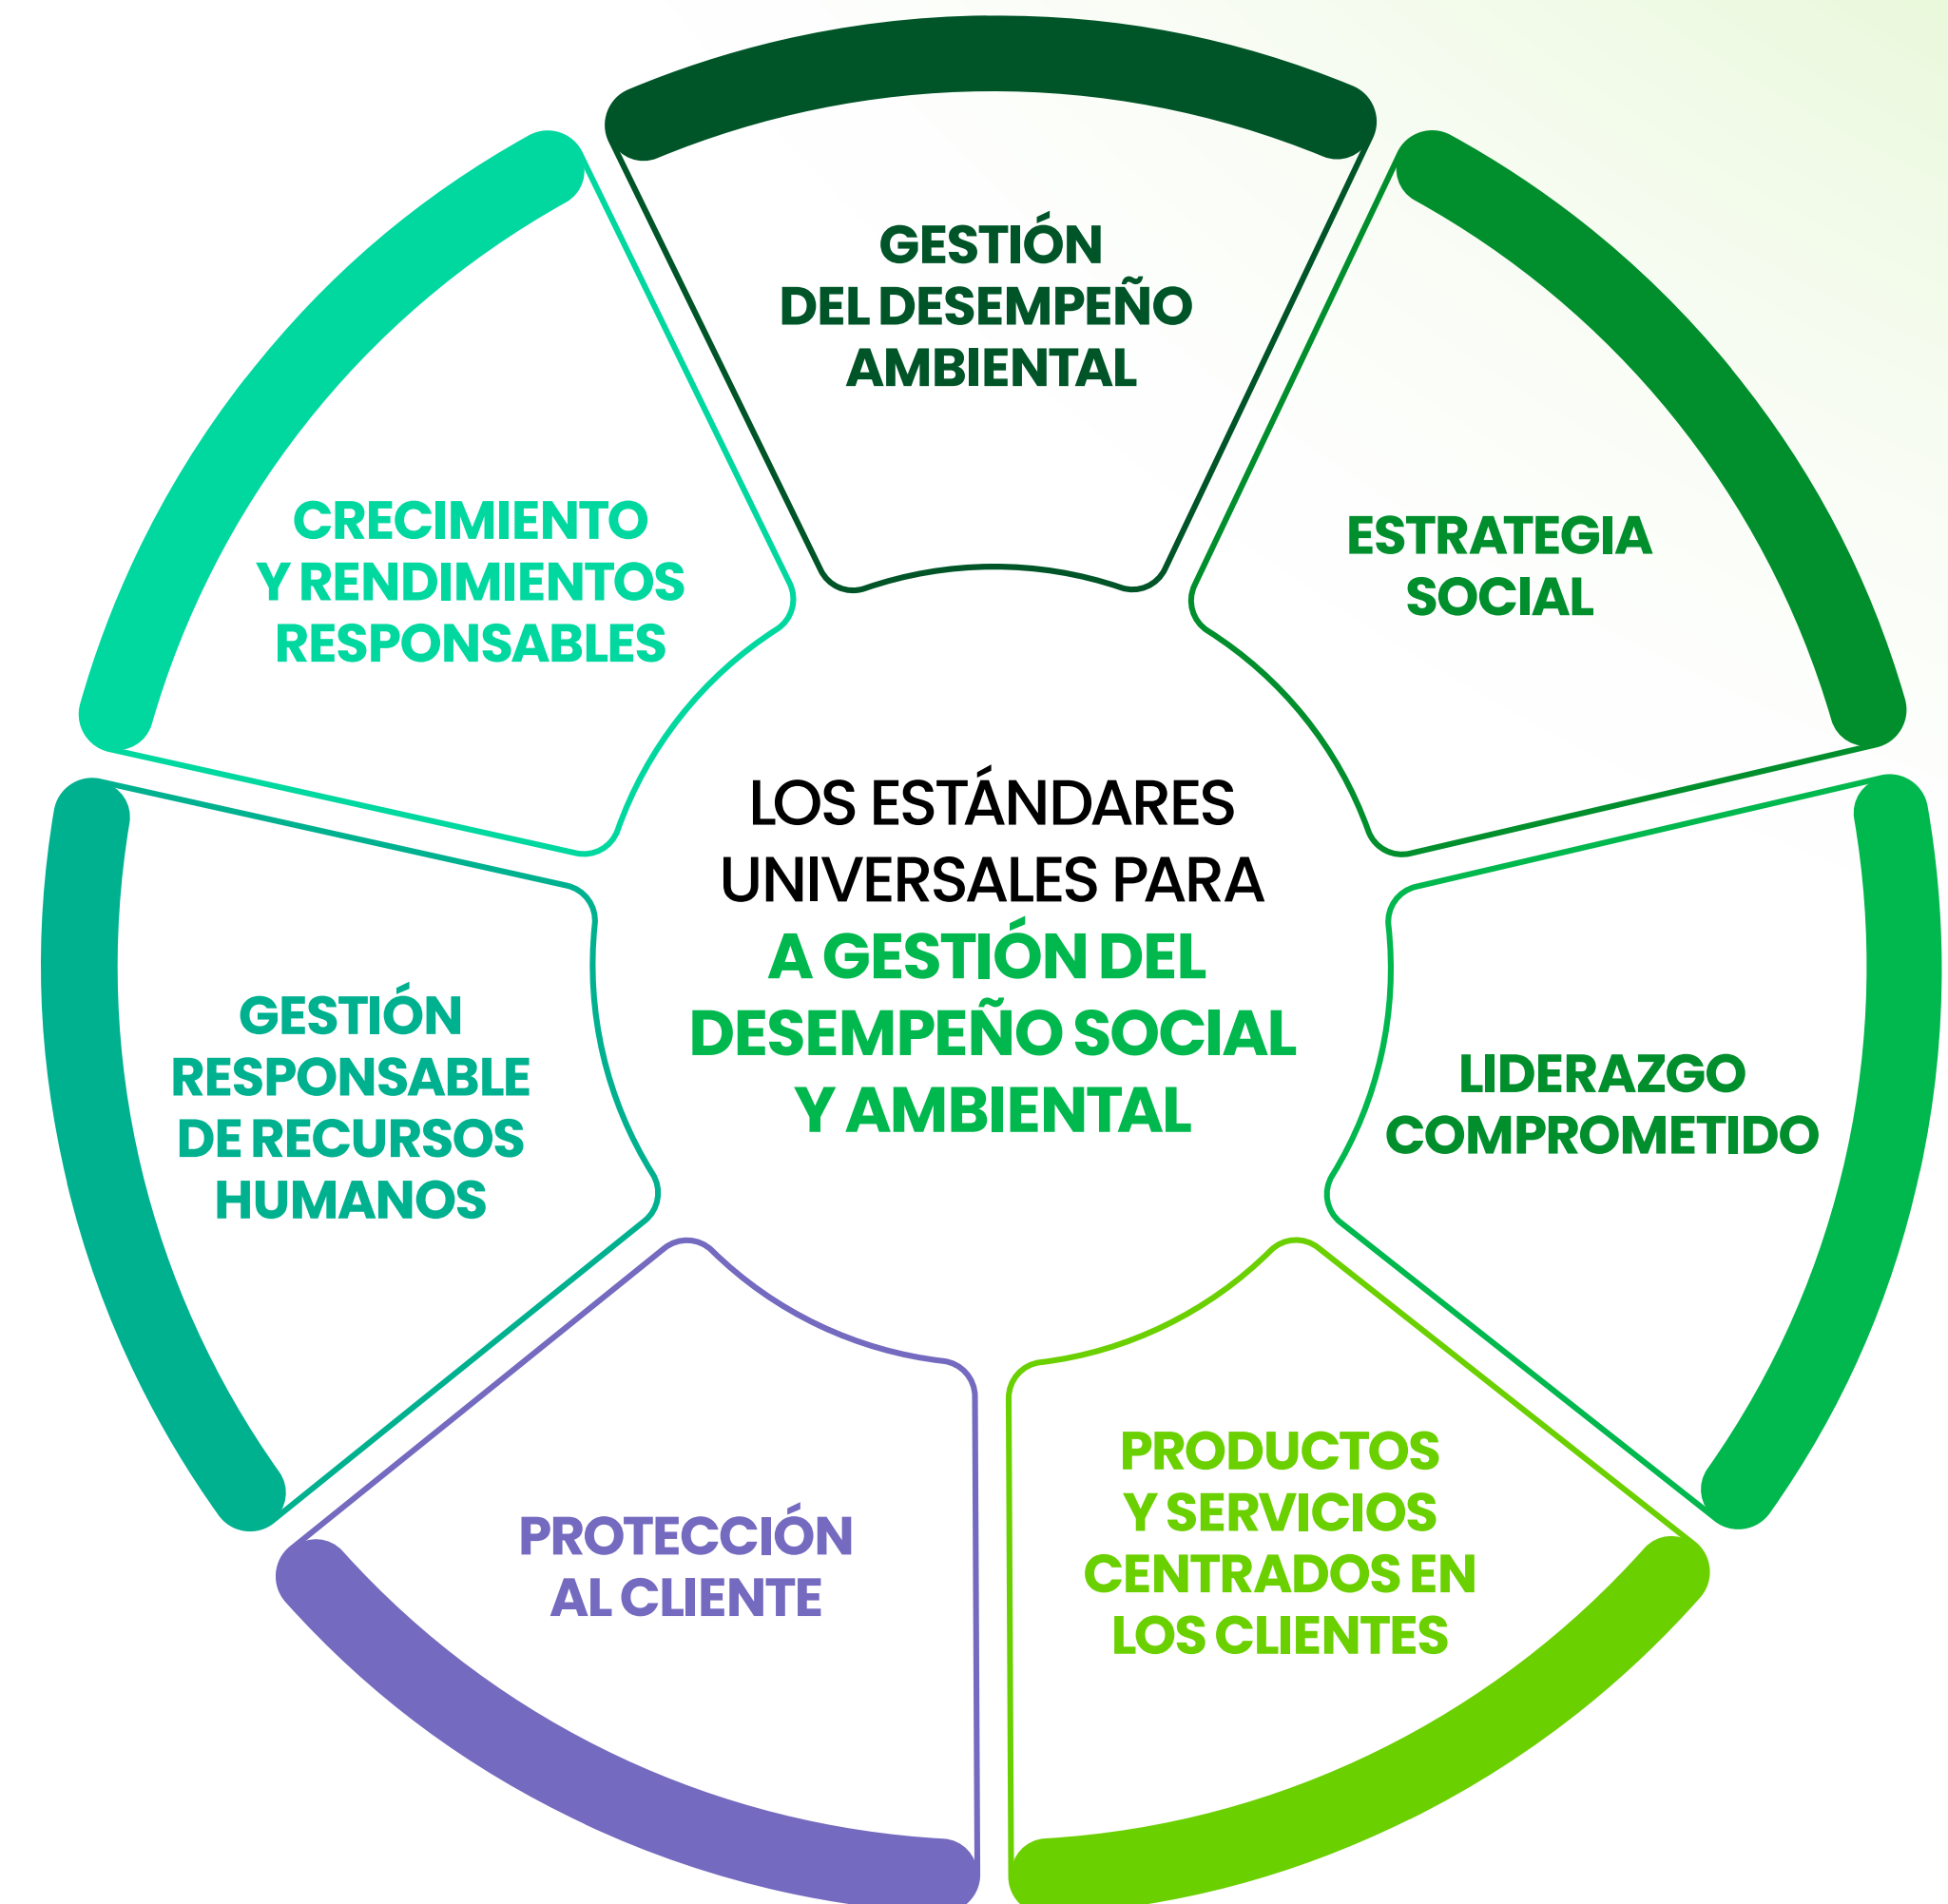 GESTIÓN
DEL DESEMPEÑO
AMBIENTAL
ESTRATEGIA
SOCIAL
LIDERAZGO
COMPROMETIDO
PRODUCTOS
Y SERVICIOS
CENTRADOS EN
LOS CLIENTES
PROTECCIÓN
AL CLIENTE
GESTIÓN
RESPONSABLE
DE RECURSOS
HUMANOS
CRECIMIENTO
Y RENDIMIENTOS
RESPONSABLES
LOS ESTÁNDARES
UNIVERSALES PARA
A GESTIÓN DEL
DESEMPEÑO SOCIAL
Y AMBIENTAL